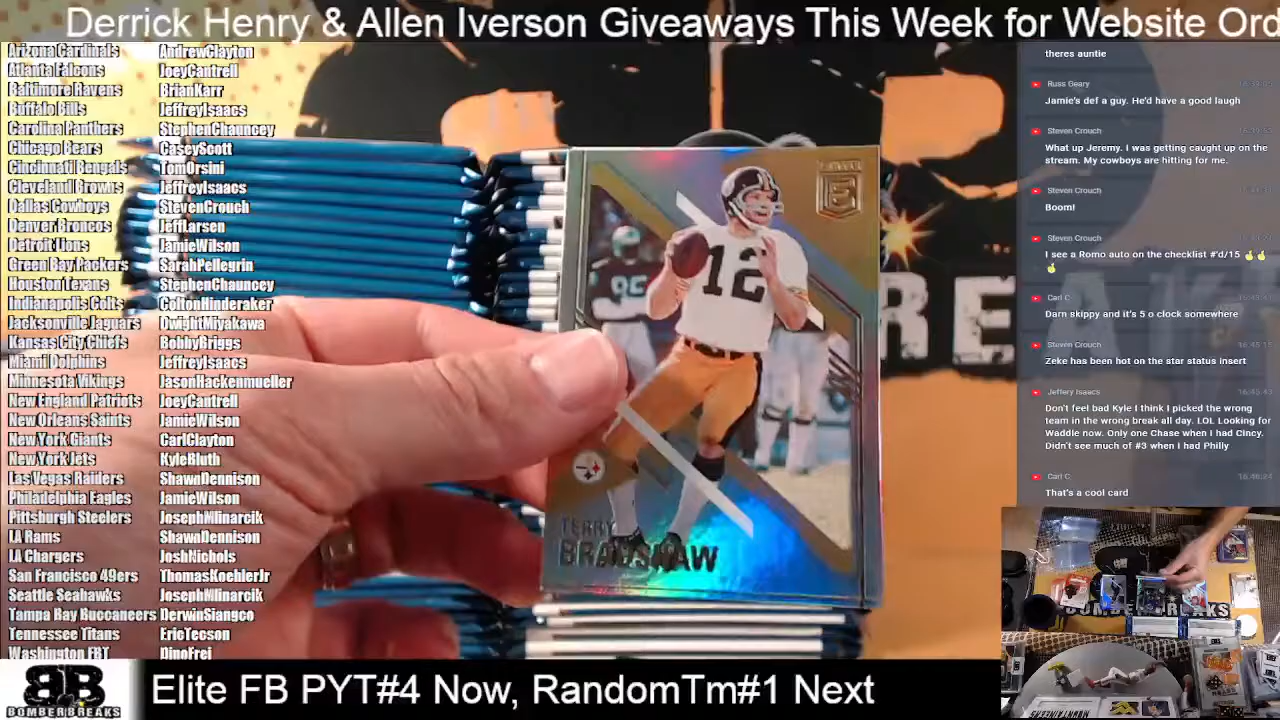 Derrick Henry & Allen Iverson Giveaways This Week for Website Ord
Arizona Cardinals AndrewClayton
Atlanta Falcons JoeyCantrell
Baltimore Ravens BrianKarr
Buffalo Bills JeffreyIsaacs
Carolina Panthers StephenChauncey
Chicago Bears CaseyScott
Cincinnati Bengals TomOrsini
Cleveland Browns JeffreyIsaacs
Dallas Cowboys StevenCrouch
Denver Broncos JeffLarsen
Detroit Lions JamieWilson
Green Bay Packers SarahPellegrin
Houston Texans StephenChauncey
Indianapolis Colts ColtonHinderaker
Jacksonville Jaguars DwightMiyakawa
Kansas City Chiefs BobbyBriggs
Miami Dolphins JeffreyIsaacs
Minnesota Vikings JasonHackenmueller
New England Patriots JoeyCantrell
New Orleans Saints JamieWilson
New York Giants CarlClayton
New York Jets KyleBluth
Las Vegas Raiders ShawnDennison
Philadelphia Eagles JamieWilson
Pittsburgh Steelers JosephMlinarcik
LA Rams ShawnDennison
LA Chargers JoshNichols
San Francisco 49ers ThomasKoehlerJr
Seattle Seahawks JosephMlinarcik
Tampa Bay Buccaneers DerwinSiangco
Tennessee Titans EricTecson
Washington FBT DinoFrei
95
12
E
TERRY
BRADSHAW
BREA
theres auntie
Russ Geary
Jamie's def a guy. He'd have a good laugh
Steven Crouch
What up Jeremy. I was getting caught up on the
stream. My cowboys are hitting for me.
Steven Crouch
Boom!
Steven Crouch
I see a Romo auto on the checklist #'d/15
Carl C
Darn skippy and it's 5 o clock somewhere
Steven Crouch
Zeke has been hot on the star status insert
Jeffery Isaacs
Don't feel bad Kyle I think I picked the wrong
team in the wrong break all day. LOL Looking for
Waddle now. Only one Chase when I had Cincy.
Didn't see much of #3 when I had Philly
Carl C
That's a cool card
BOMBERBREAKS
BB
BOMBERBREAKS
Elite FB PYT#4 Now, RandomTm#1 Next